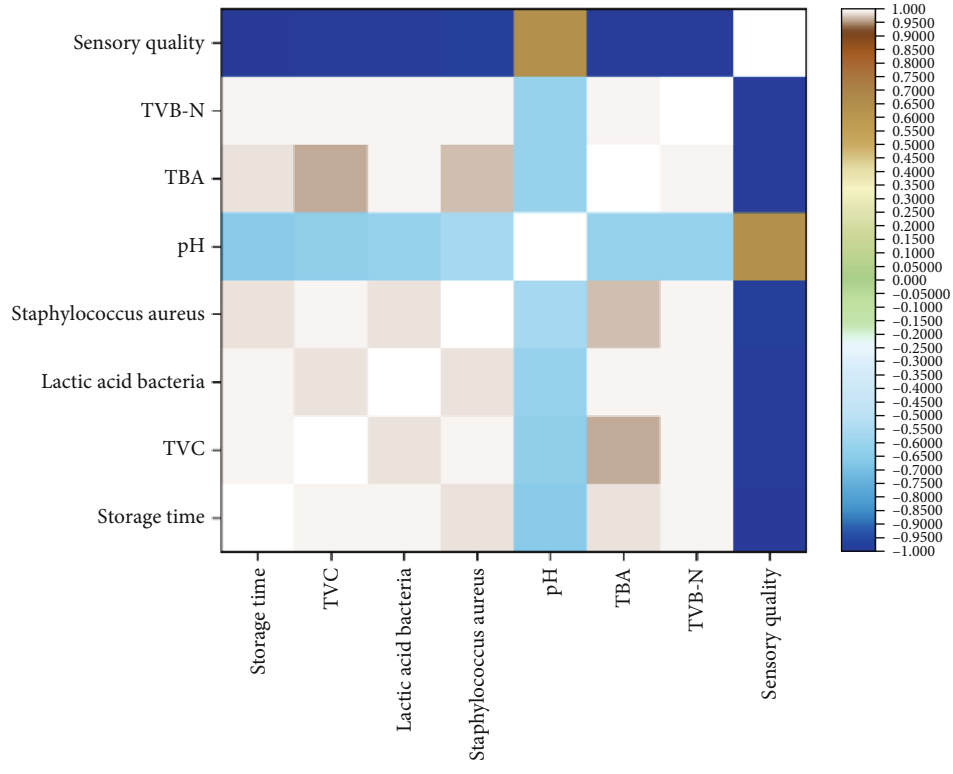 Sensory quality
TVB-N
TBA
pH
Staphylococcus aureus
Lactic acid bacteria
TVC
Storage time
Storage time
TVC
Lactic acid bacteria
Staphylococcus aureus
pH
TBA
TVB-N
Sensory quality
1.000
0.9500
0.9000
0.8500
0.8000
0.7500
0.7000
0.6500
0.6000
0.5500
0.5000
0.4500
0.4000
0.3500
0.3000
0.2500
0.2000
0.1500
0.1000
0.05000
0.000
–0.05000
–0.1000
–0.1500
–0.2000
–0.2500
–0.3000
–0.3500
–0.4000
–0.4500
–0.5000
–0.5500
–0.6000
–0.6500
–0.7000
–0.7500
–0.8000
–0.8500
–0.9000
–0.9500
–1.000